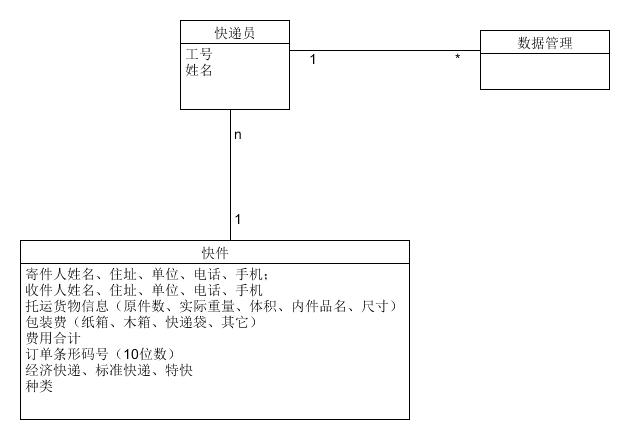 快递员
工号
姓名
数据管理
1
*
n
1
快件
寄件人姓名、住址、单位、电话、手机;
收件人姓名、住址、单位、电话、手机
托运货物信息（原件数、实际重量、体积、内件品名、尺寸）
包装费（纸箱、木箱、快递袋、其它）
费用合计
订单条形码号（10位数）
经济快递、标准快递、特快
种类